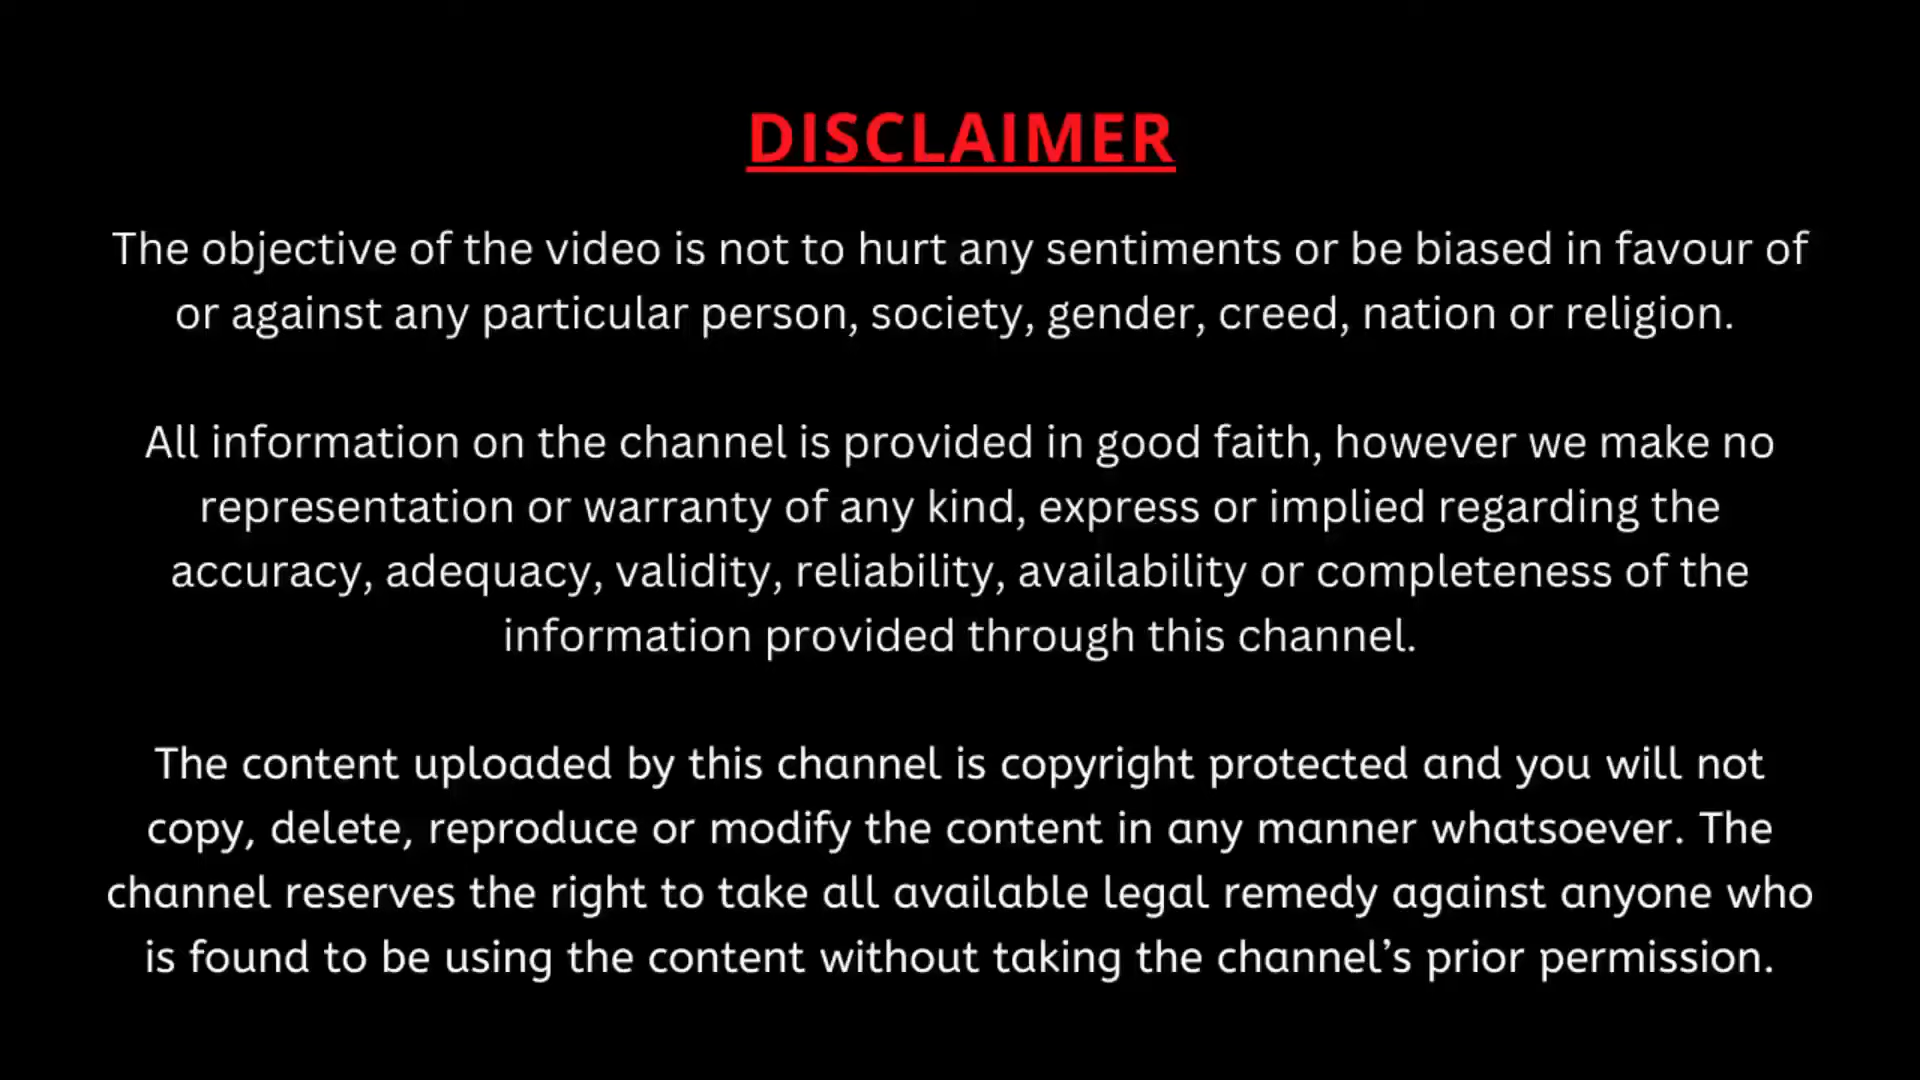 DISCLAIMER
The objective of the video is not to hurt any sentiments or be biased in favour of
or against any particular person, society, gender, creed, nation or religion.
All information on the channel is provided in good faith, however we make no
representation or warranty of any kind, express or implied regarding the
accuracy, adequacy, validity, reliability, availability or completeness of the
information provided through this channel.
The content uploaded by this channel is copyright protected and you will not
copy, delete, reproduce or modify the content in any manner whatsoever. The
channel reserves the right to take all available legal remedy against anyone who
is found to be using the content without taking the channel’s prior permission.